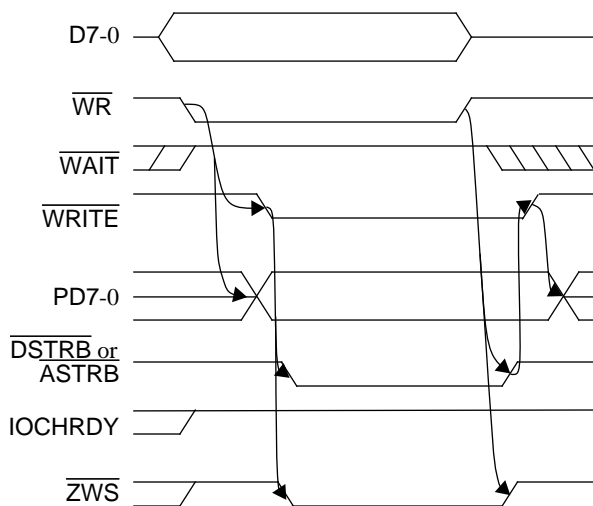 D7-0
WR
WAIT
WRITE
PD7-0
DSTRB or
ASTRB
IOCHRDY
ZWS